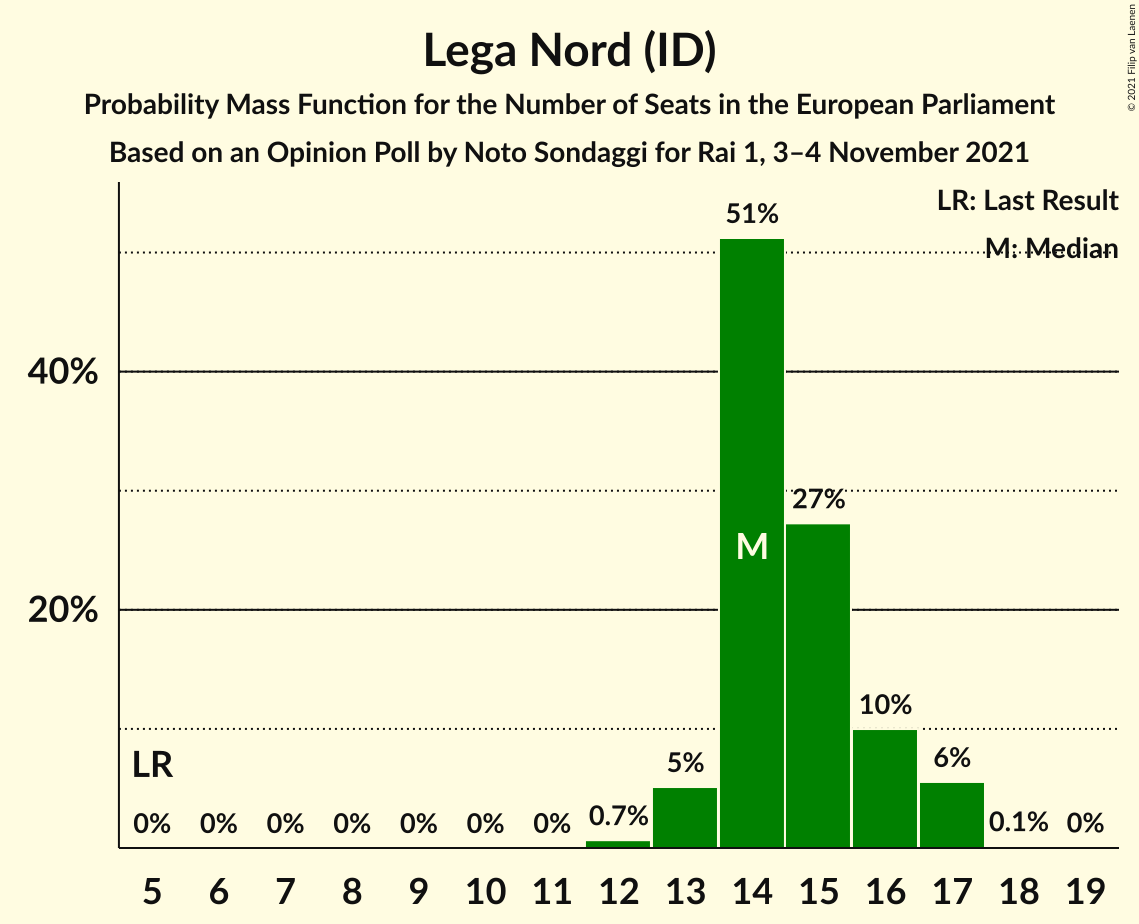 Lega Nord (ID)
Probability Mass Function for the Number of Seats in the European Parliament
Based on an Opinion Poll by Noto Sondaggi for Rai 1, 3–4 November 2021
© 2021 Filip van Laenen
LR: Last Result
M: Median
40%
20%
LR
M
0% 0% 0% 0% 0% 0% 0% 0.7% 5% 51% 27% 10% 6% 0.1% 0%
5 6 7 8 9 10 11 12 13 14 15 16 17 18 19